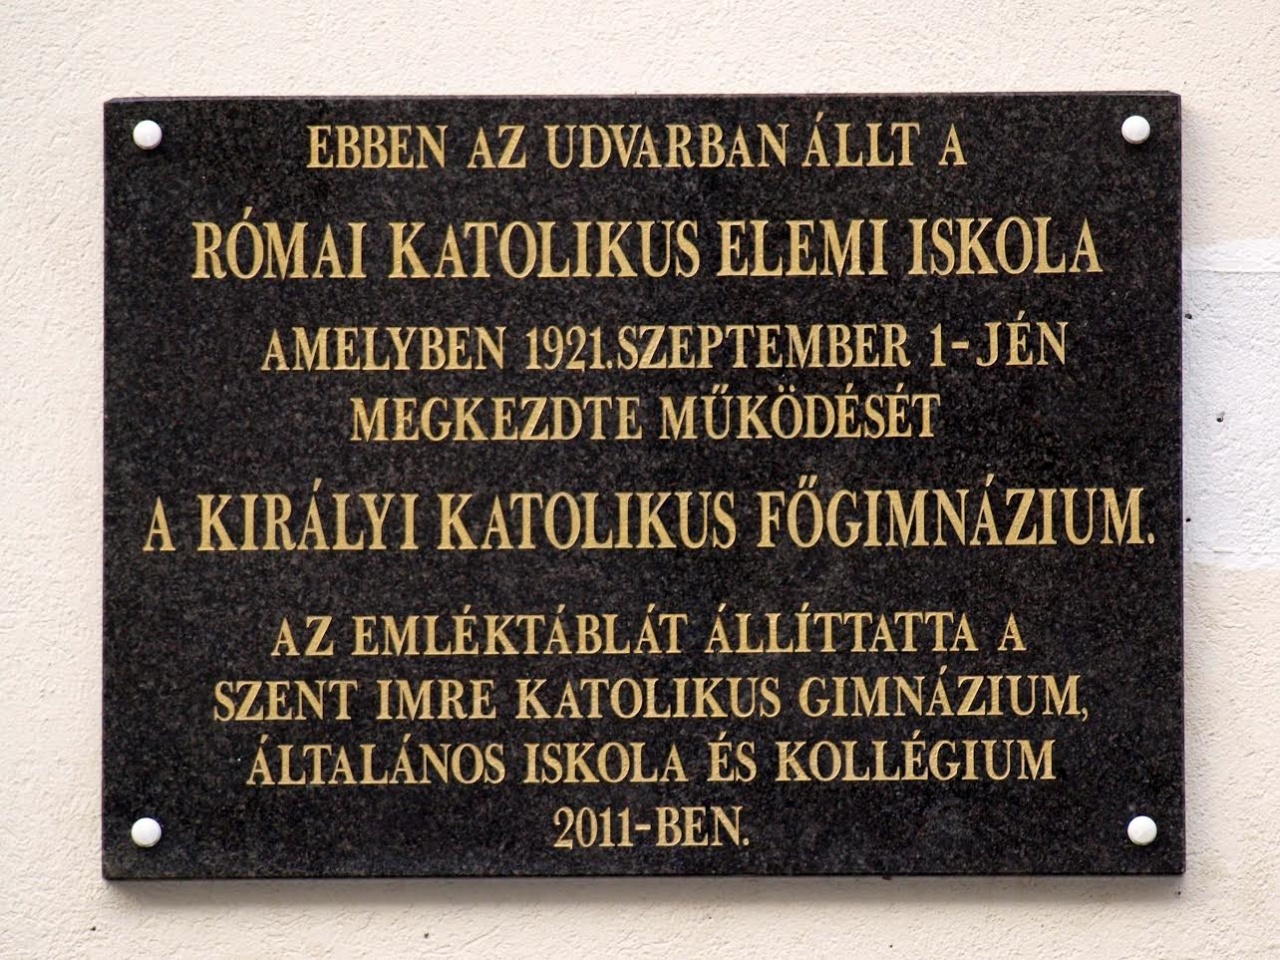 EBBEN AZ UDVARBAN ÁLLT A
RÓMAI KATOLIKUS ELEMI ISKOLA
AMELYBEN 1921.SZEPTEMBER 1-JÉN
MEGKEZDTE MŰKÖDÉSÉT
A KIRÁLYI KATOLIKUS FŐGIMNÁZIUM.
AZ EMLÉKTÁBLÁT ÁLLÍTTATTA A
SZENT IMRE KATOLIKUS GIMNÁZIUM,
ÁLTALÁNOS ISKOLA ÉS KOLLÉGIUM
2011-BEN.